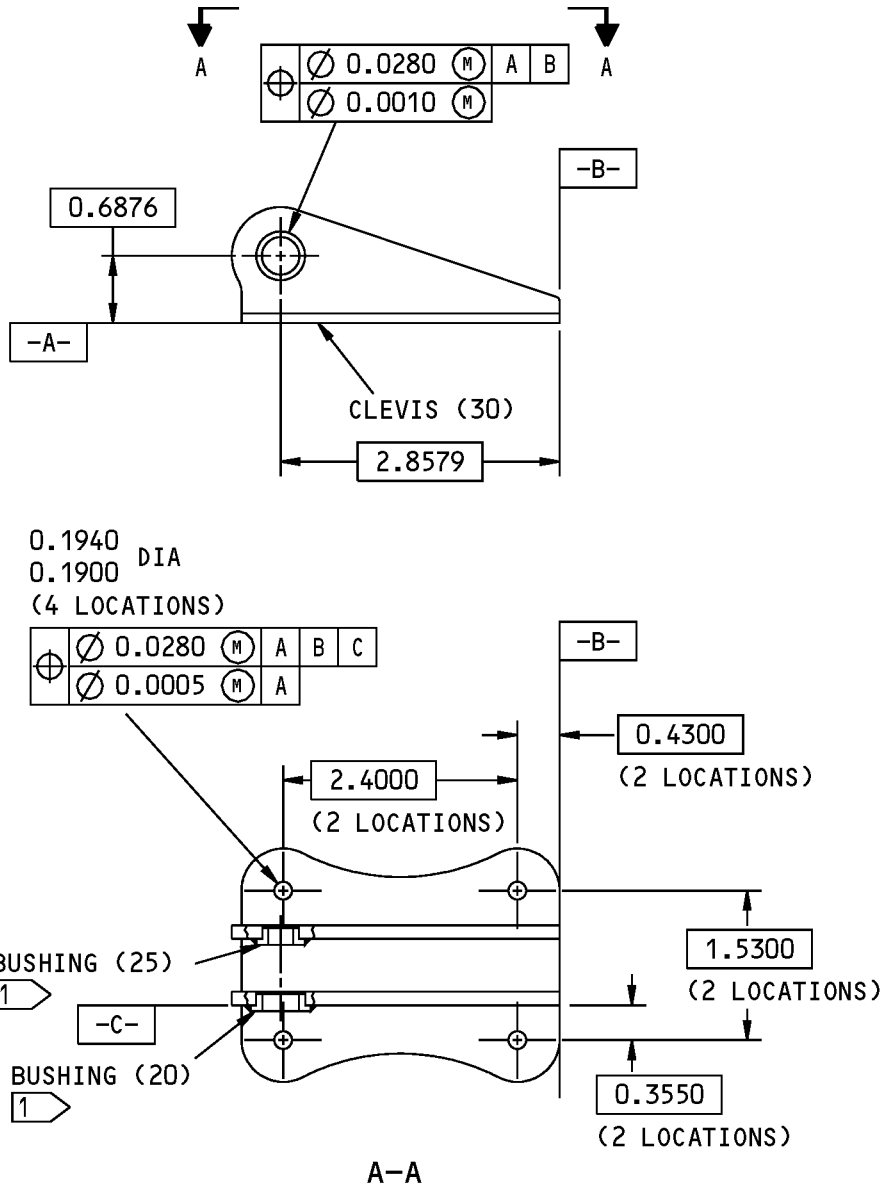 A A
⌖ ⌀ 0.0280 Ⓜ A B
⌀ 0.0010 Ⓜ
-B-
0.6876
-A-
CLEVIS (30)
2.8579
0.1940
0.1900 DIA
(4 LOCATIONS)
⌖ ⌀ 0.0280 Ⓜ A B C
⌀ 0.0005 Ⓜ A
-B-
0.4300
(2 LOCATIONS)
2.4000
(2 LOCATIONS)
BUSHING (25)
1
1.5300
(2 LOCATIONS)
-C-
BUSHING (20)
1
0.3550
(2 LOCATIONS)
A-A